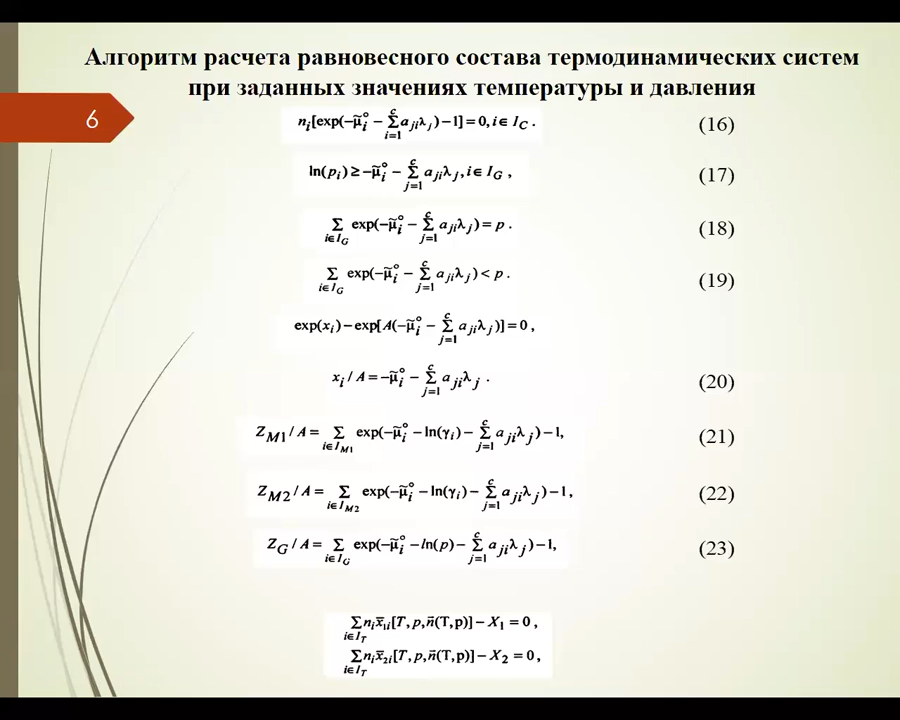 Алгоритм расчета равновесного состава термодинамических систем
при заданных значениях температуры и давления
6
n_i[exp(−μ̃_i° − Σ_{i=1}^{c} a_{ji}λ_j) − 1] = 0, i ∈ I_C . (16)
ln(p_i) ≥ −μ̃_i° − Σ_{j=1}^{c} a_{ji}λ_j, i ∈ I_G , (17)
Σ_{i∈I_G} exp(−μ̃_i° − Σ_{j=1}^{c} a_{ji}λ_j) = p . (18)
Σ_{i∈I_G} exp(−μ̃_i° − Σ_{j=1}^{c} a_{ji}λ_j) < p . (19)
exp(x_i) − exp[A(−μ̃_i° − Σ_{j=1}^{c} a_{ji}λ_j)] = 0 ,
x_i / A = −μ̃_i° − Σ_{j=1}^{c} a_{ji}λ_j . (20)
Z_{M1} / A = Σ_{i∈I_{M1}} exp(−μ̃_i° − ln(γ_i) − Σ_{j=1}^{c} a_{ji}λ_j) − 1, (21)
Z_{M2} / A = Σ_{i∈I_{M2}} exp(−μ̃_i° − ln(γ_i) − Σ_{j=1}^{c} a_{ji}λ_j) − 1, (22)
Z_G / A = Σ_{i∈I_G} exp(−μ̃_i° − ln(p) − Σ_{j=1}^{c} a_{ji}λ_j) − 1, (23)
Σ_{i∈I_T} n_i x̄_{1i}[T, p, n̄(T,p)] − X_1 = 0 ,
Σ_{i∈I_T} n_i x̄_{2i}[T, p, n̄(T,p)] − X_2 = 0 ,